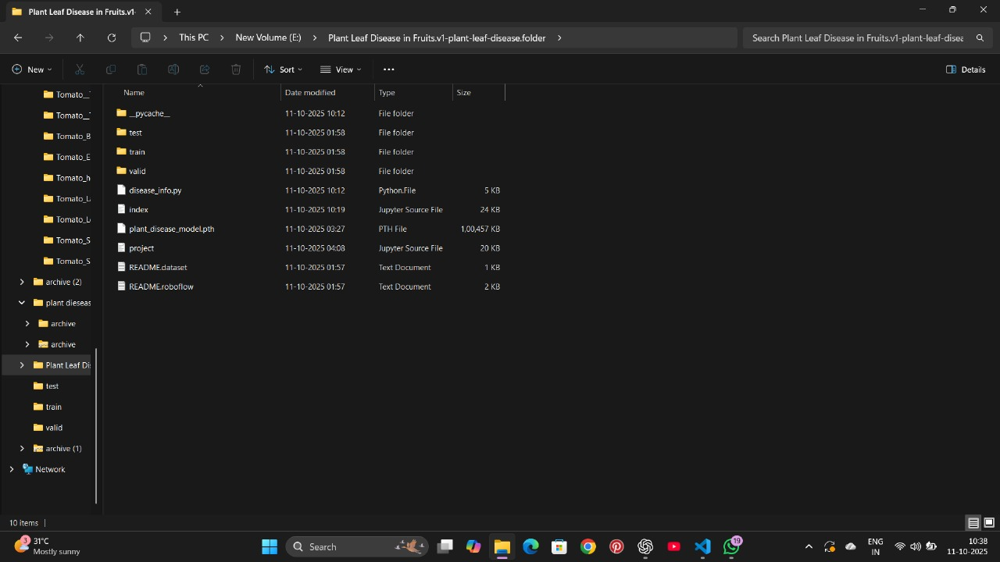 Plant Leaf Disease in Fruits.v1-
This PC > New Volume (E:) > Plant Leaf Disease in Fruits.v1-plant-leaf-disease.folder >
Search Plant Leaf Disease in Fruits.v1-plant-leaf-disea
New
Sort
View
Details
Name Date modified Type Size
__pycache__ 11-10-2025 10:12 File folder
test 11-10-2025 01:58 File folder
train 11-10-2025 01:58 File folder
valid 11-10-2025 01:58 File folder
disease_info.py 11-10-2025 10:12 Python.File 5 KB
index 11-10-2025 10:19 Jupyter Source File 24 KB
plant_disease_model.pth 11-10-2025 03:27 PTH File 1,00,457 KB
project 11-10-2025 04:08 Jupyter Source File 20 KB
README.dataset 11-10-2025 01:57 Text Document 1 KB
README.roboflow 11-10-2025 01:57 Text Document 2 KB
Tomato__
Tomato__
Tomato_B
Tomato_E
Tomato_h
Tomato_L
Tomato_L
Tomato_S
Tomato_S
archive (2)
plant dieseas
archive
archive
Plant Leaf Di
test
train
valid
archive (1)
Network
10 items
3
31°C
Mostly sunny
Search
19
ENG
IN
10:38
11-10-2025